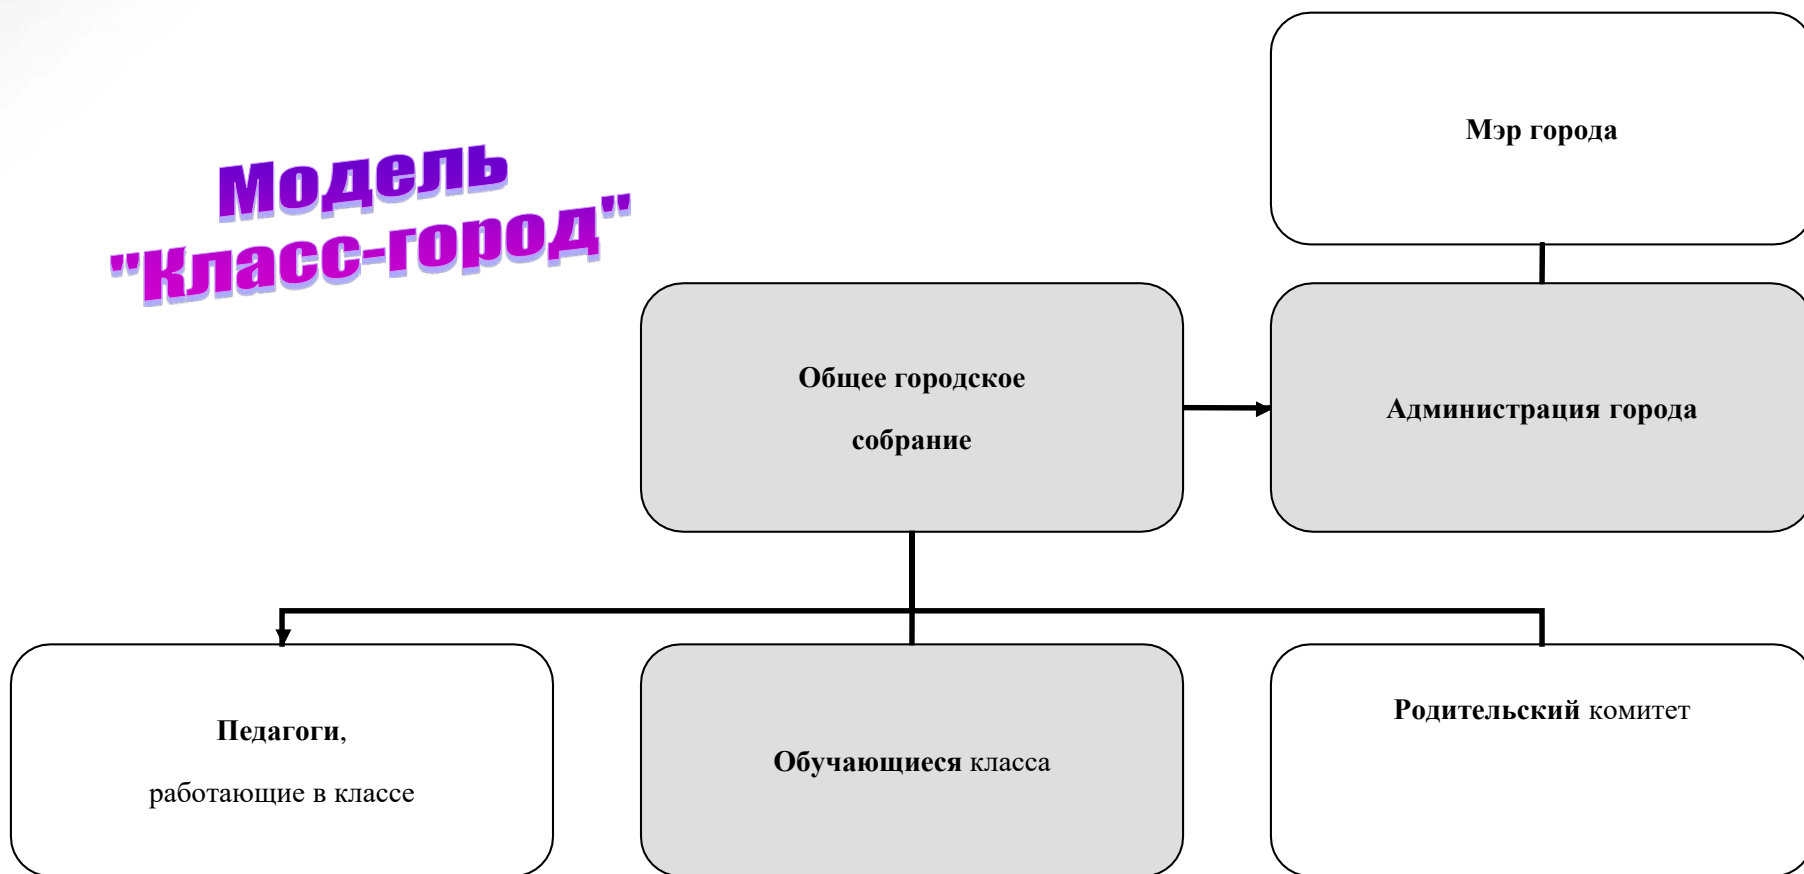 Модель
"Класс-город"
Мэр города
Общее городское
собрание
Администрация города
Педагоги,
работающие в классе
Обучающиеся класса
Родительский комитет